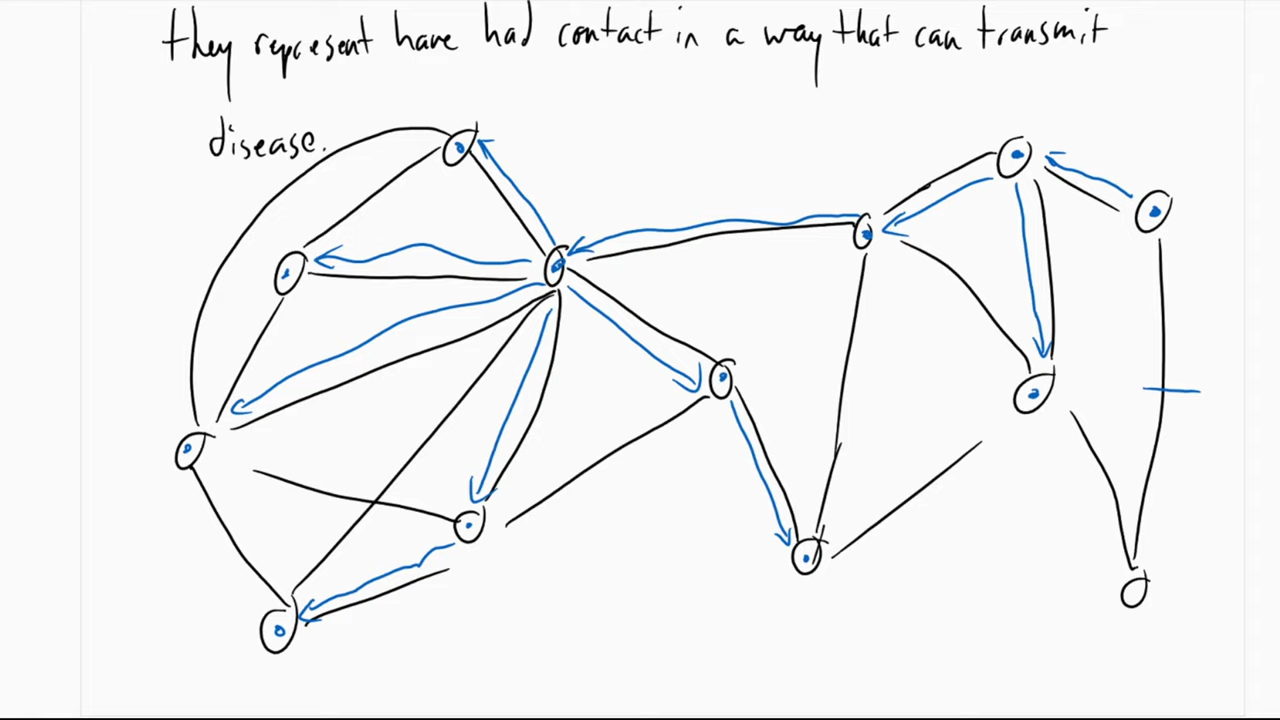 they represent have had contact in a way that can transmit
disease.